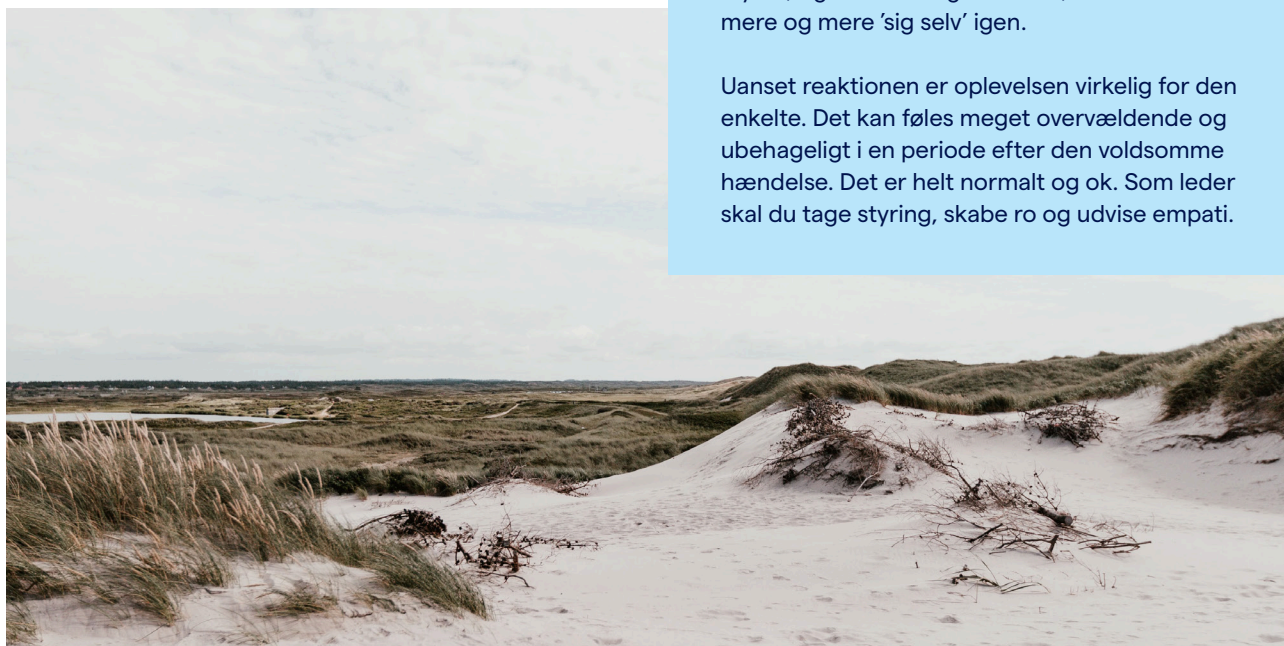 mere og mere ’sig selv’ igen.
Uanset reaktionen er oplevelsen virkelig for den
enkelte. Det kan føles meget overvældende og
ubehageligt i en periode efter den voldsomme
hændelse. Det er helt normalt og ok. Som leder
skal du tage styring, skabe ro og udvise empati.